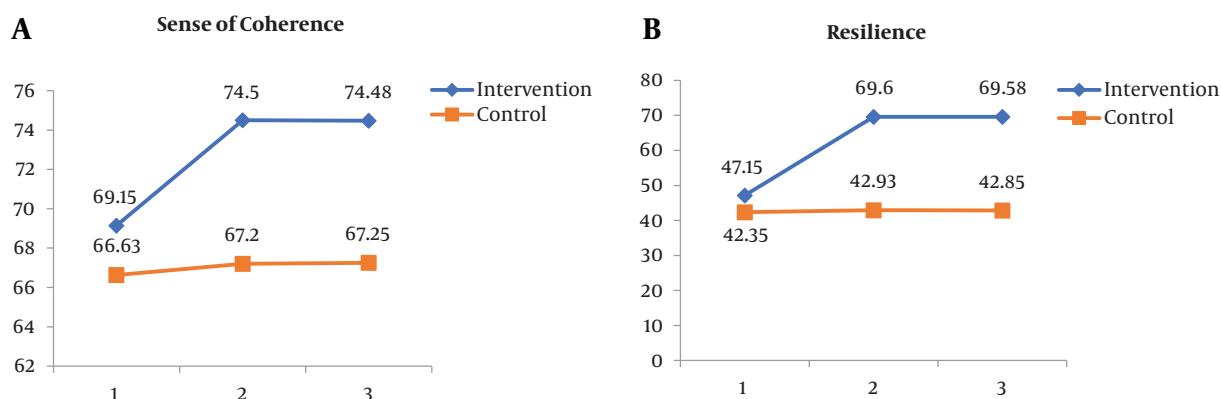 A
Sense of Coherence
76
74
72
70
68
66
64
62
69.15
74.5
74.48
66.63
67.2
67.25
1 2 3
Intervention
Control
B
Resilience
80
70
60
50
40
30
20
10
0
47.15
69.6
69.58
42.35
42.93
42.85
1 2 3
Intervention
Control